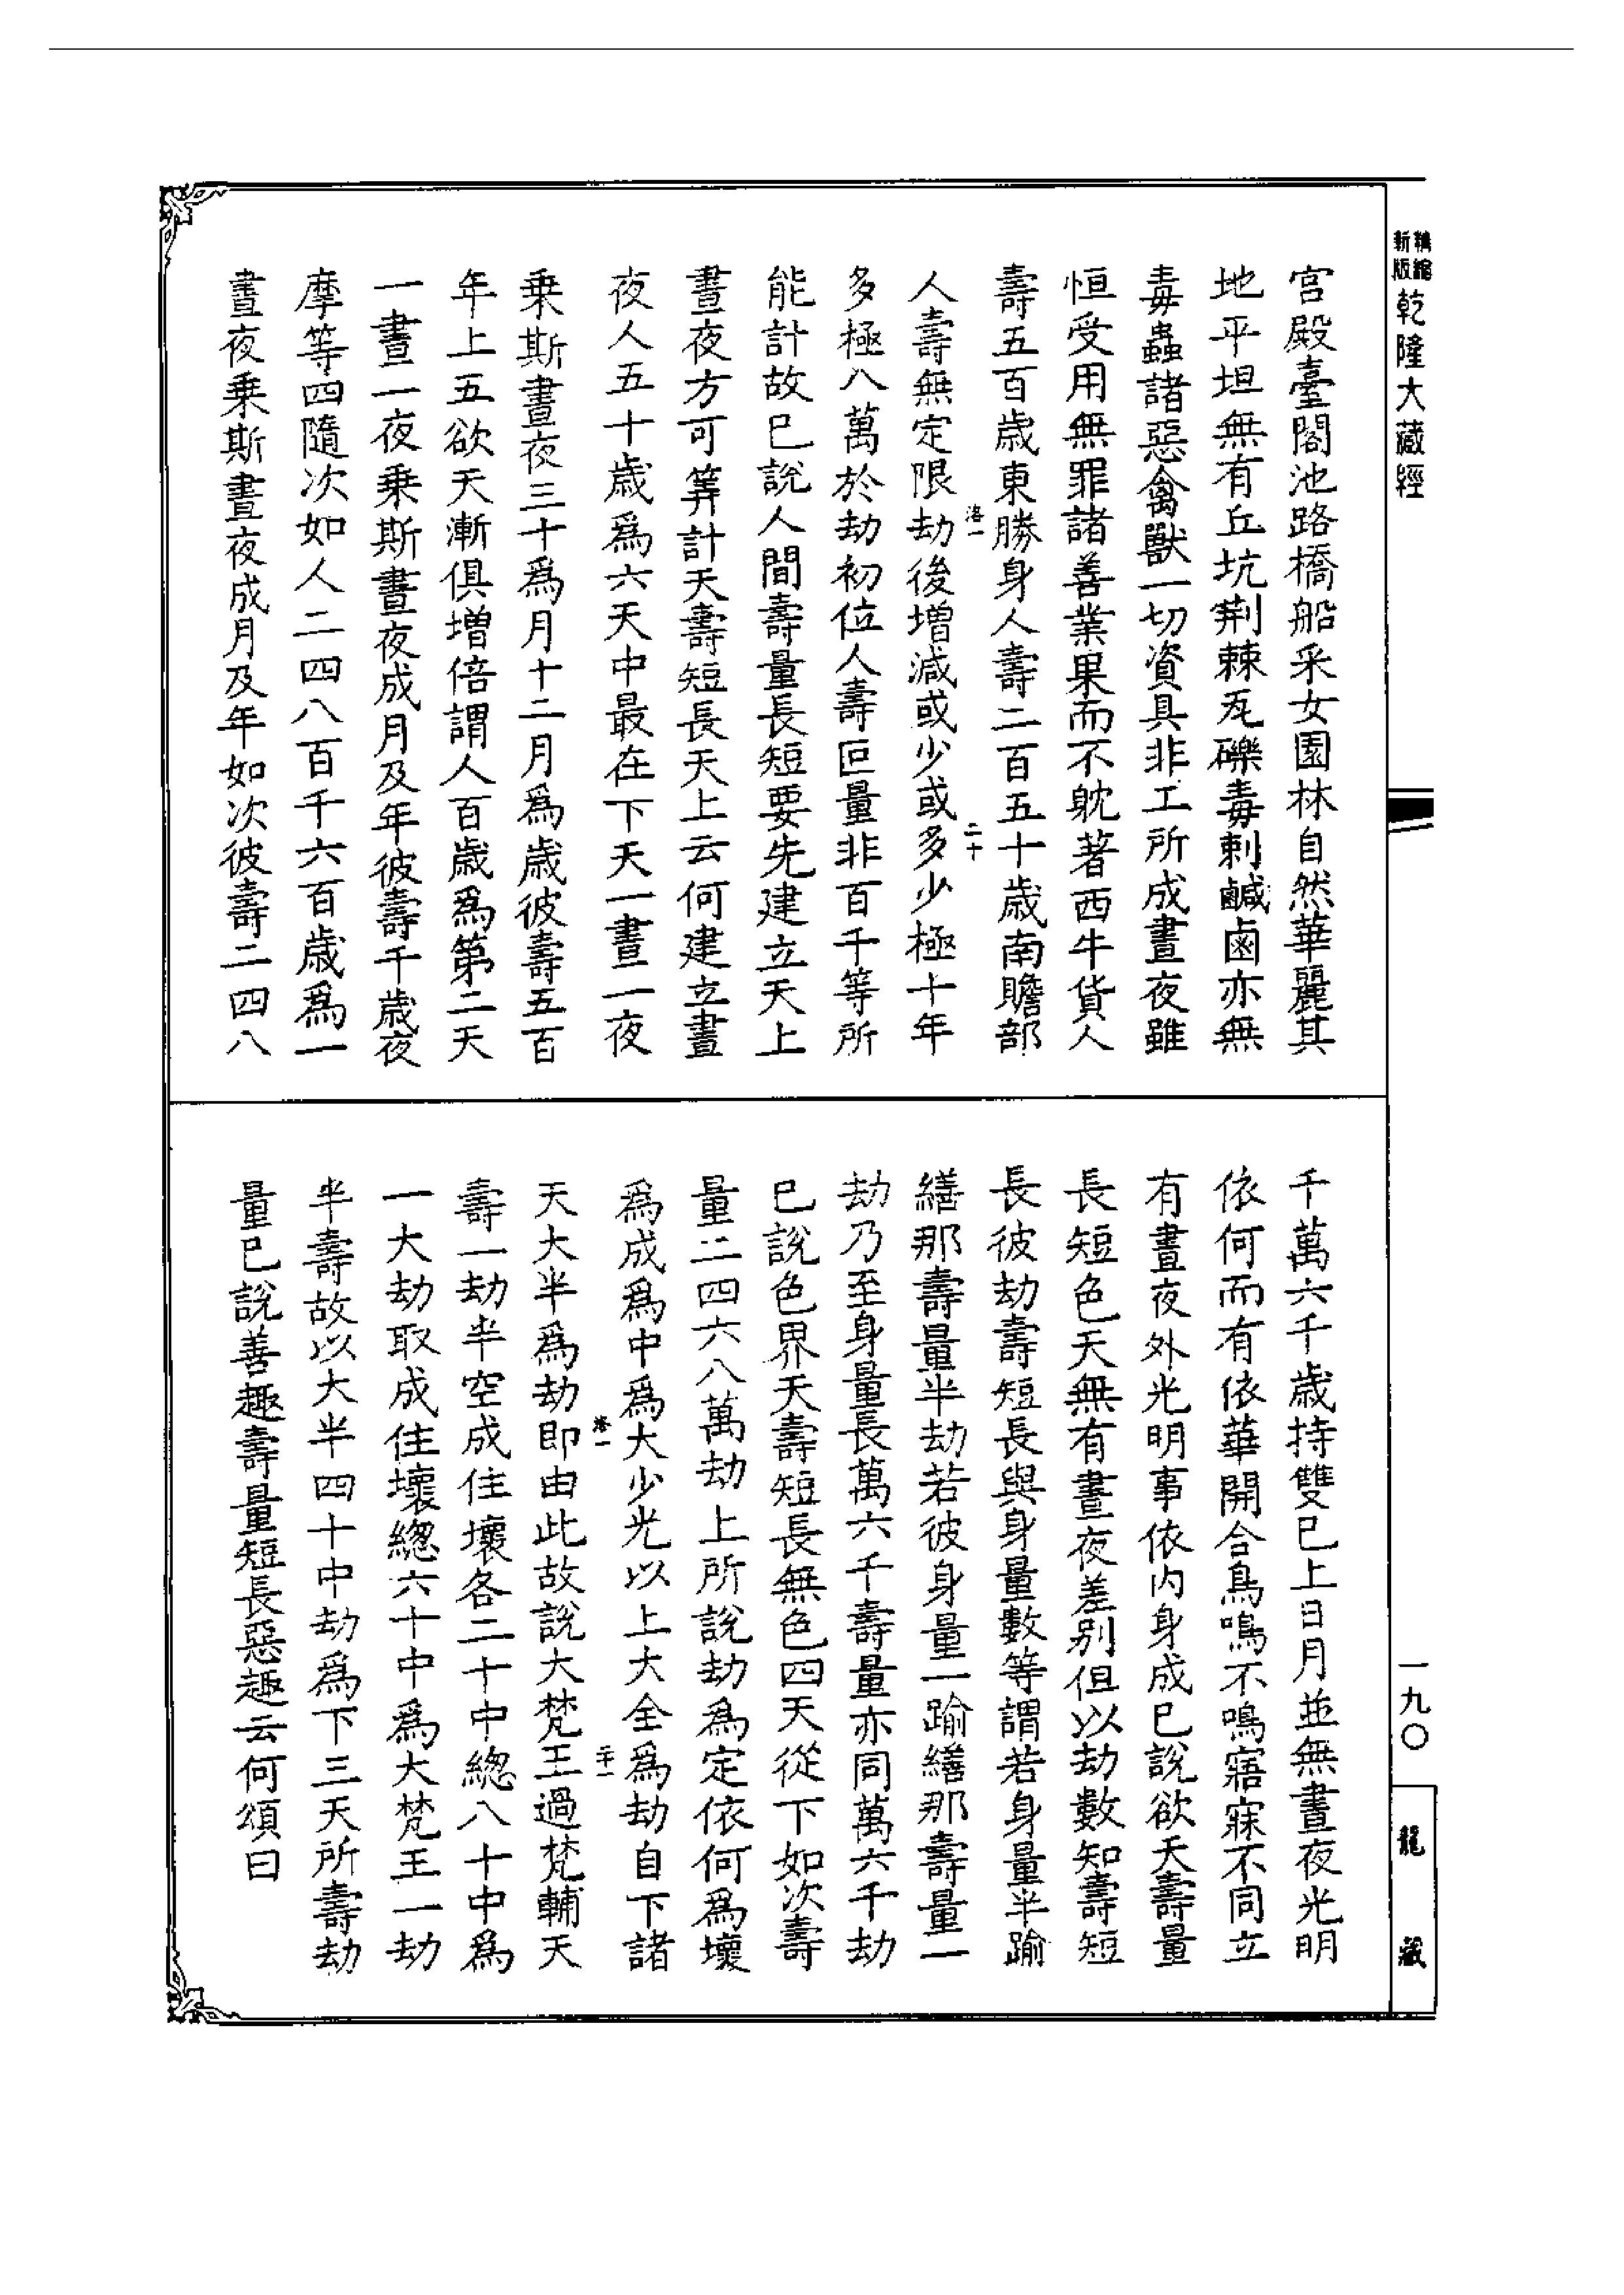 新版精縮乾隆大藏經
宮殿臺閣池路橋船采女園林自然華麗其
地平坦無有丘坑荆棘瓦礫毒刺鹹鹵亦無
毒蟲諸惡禽獸一切資具非工所成晝夜雖
恒受用無罪諸善業果而不躭著西牛貨人
壽五百歲東勝身人壽二百五十歲南贍部
洛一
二十
人壽無定限劫後增減或少或多少極十年
多極八萬於劫初位人壽叵量非百千等所
能計故已說人間壽量長短要先建立天上
晝夜方可筭計天壽短長天上云何建立晝
夜人五十歲爲六天中最在下天一晝一夜
乘斯晝夜三十爲月十二月爲歲彼壽五百
年上五欲天漸俱增倍謂人百歲爲第二天
一晝一夜乘斯晝夜成月及年彼壽千歲夜
摩等四隨次如人二四八百千六百歲爲一
晝夜乘斯晝夜成月及年如次彼壽二四八
千萬六千歲持雙已上日月並無晝夜光明
依何而有依華開合鳥鳴不鳴寤寐不同立
有晝夜外光明事依內身成已說欲天壽量
長短色天無有晝夜差別但以劫數知壽短
長彼劫壽短長與身量數等謂若身量半踰
繕那壽量半劫若彼身量一踰繕那壽量一
劫乃至身量長萬六千壽量亦同萬六千劫
已說色界天壽短長無色四天從下如次壽
量二四六八萬劫上所說劫爲定依何爲壞
爲成爲中爲大少光以上大全爲劫自下諸
洛一
二十一
天大半爲劫即由此故說大梵王過梵輔天
壽一劫半空成住壞各二十中總八十中爲
一大劫取成住壞總六十中爲大梵王一劫
半壽故以大半四十中劫爲下三天所壽劫
量已說善趣壽量短長惡趣云何頌曰
一九〇
龍藏